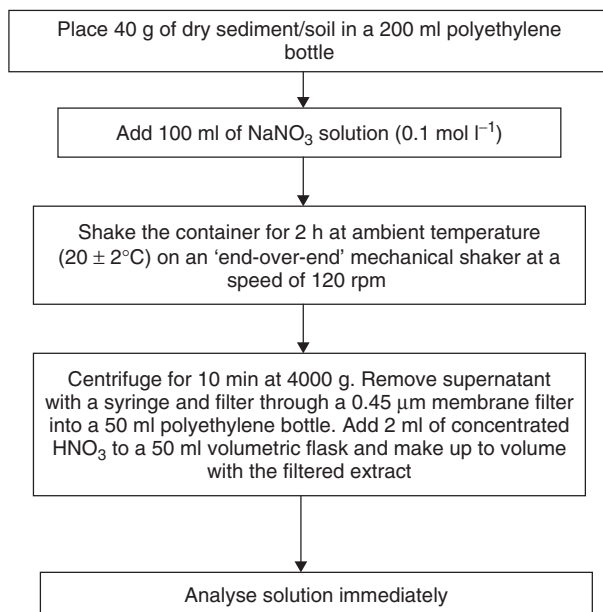 Place 40 g of dry sediment/soil in a 200 ml polyethylene
bottle
Add 100 ml of NaNO₃ solution (0.1 mol l⁻¹)
Shake the container for 2 h at ambient temperature
(20 ± 2°C) on an ‘end-over-end’ mechanical shaker at a
speed of 120 rpm
Centrifuge for 10 min at 4000 g. Remove supernatant
with a syringe and filter through a 0.45 μm membrane filter
into a 50 ml polyethylene bottle. Add 2 ml of concentrated
HNO₃ to a 50 ml volumetric flask and make up to volume
with the filtered extract
Analyse solution immediately